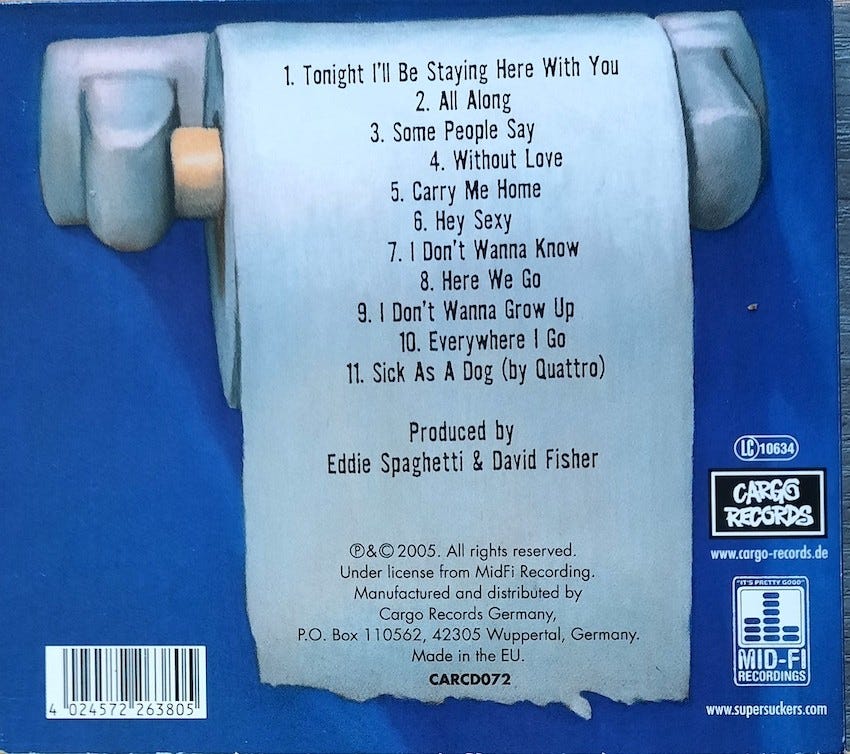 1. Tonight I'll Be Staying Here With You
2. All Along
3. Some People Say
4. Without Love
5. Carry Me Home
6. Hey Sexy
7. I Don't Wanna Know
8. Here We Go
9. I Don't Wanna Grow Up
10. Everywhere I Go
11. Sick As A Dog (by Quattro)
Produced by
Eddie Spaghetti & David Fisher
℗&© 2005. All rights reserved.
Under license from MidFi Recording.
Manufactured and distributed by
Cargo Records Germany,
P.O. Box 110562, 42305 Wuppertal, Germany.
Made in the EU.
CARCD072
4 024572 263805
LC 10634
CARGO
RECORDS
www.cargo-records.de
"IT'S PRETTY GOOD"
MID-FI
RECORDINGS
www.supersuckers.com